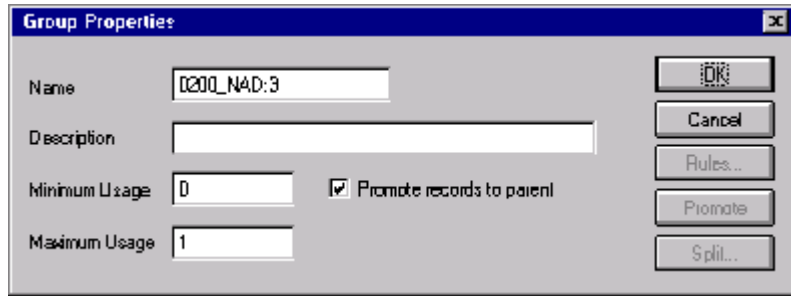 Group Properties
Name
0200_NAD:3
OK
Cancel
Description
Rules...
Minimum Usage
0
Promote records to parent
Promote
Maximum Usage
1
Split...